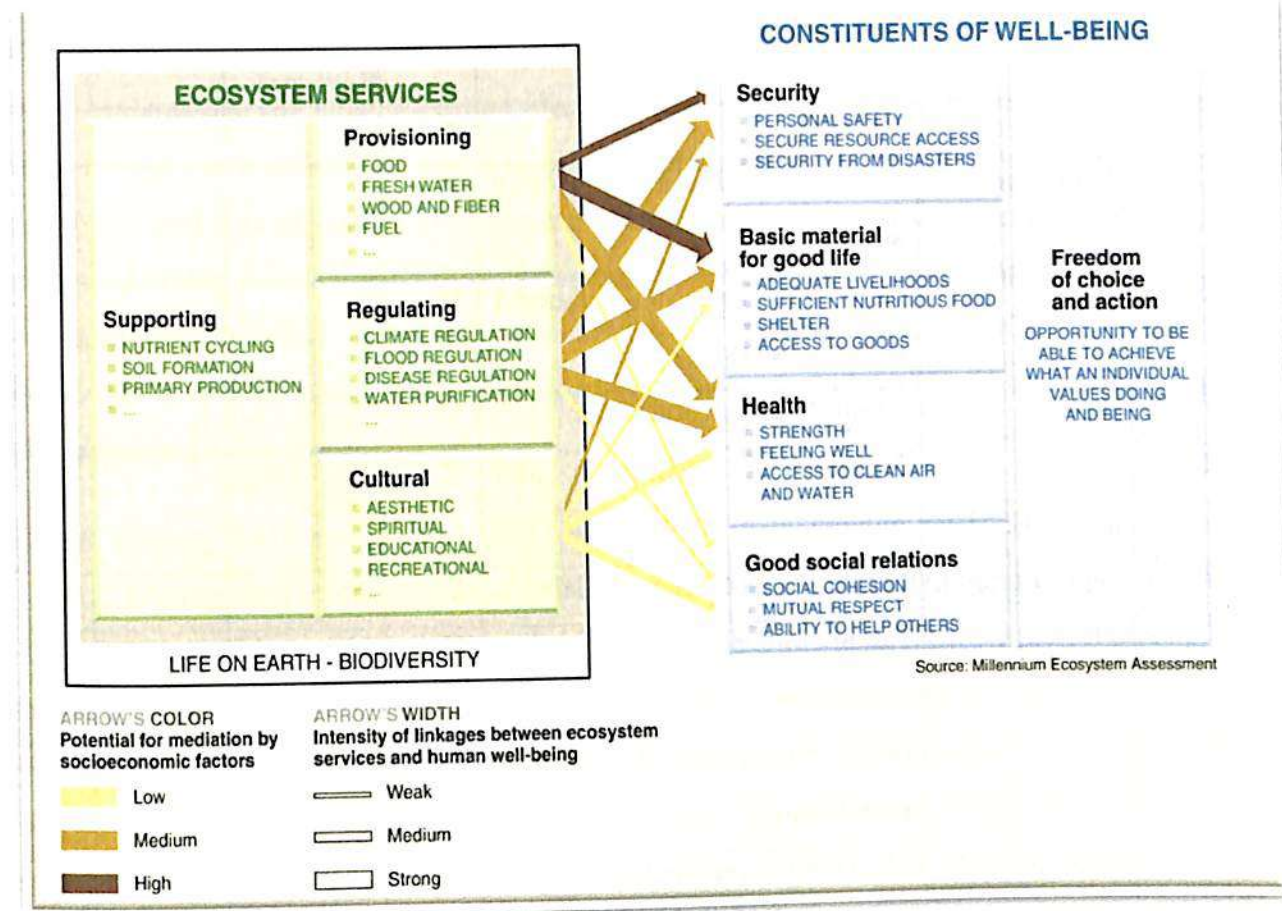 CONSTITUENTS OF WELL-BEING
ECOSYSTEM SERVICES
Supporting
NUTRIENT CYCLING
SOIL FORMATION
PRIMARY PRODUCTION
....
Provisioning
FOOD
FRESH WATER
WOOD AND FIBER
FUEL
...
Regulating
CLIMATE REGULATION
FLOOD REGULATION
DISEASE REGULATION
WATER PURIFICATION
...
Cultural
AESTHETIC
SPIRITUAL
EDUCATIONAL
RECREATIONAL
...
LIFE ON EARTH - BIODIVERSITY
Security
PERSONAL SAFETY
SECURE RESOURCE ACCESS
SECURITY FROM DISASTERS
Basic material
for good life
ADEQUATE LIVELIHOODS
SUFFICIENT NUTRITIOUS FOOD
SHELTER
ACCESS TO GOODS
Health
STRENGTH
FEELING WELL
ACCESS TO CLEAN AIR
AND WATER
Good social relations
SOCIAL COHESION
MUTUAL RESPECT
ABILITY TO HELP OTHERS
Freedom
of choice
and action
OPPORTUNITY TO BE
ABLE TO ACHIEVE
WHAT AN INDIVIDUAL
VALUES DOING
AND BEING
Source: Millennium Ecosystem Assessment
ARROW'S COLOR
Potential for mediation by
socioeconomic factors
Low
Medium
High
ARROW'S WIDTH
Intensity of linkages between ecosystem
services and human well-being
Weak
Medium
Strong